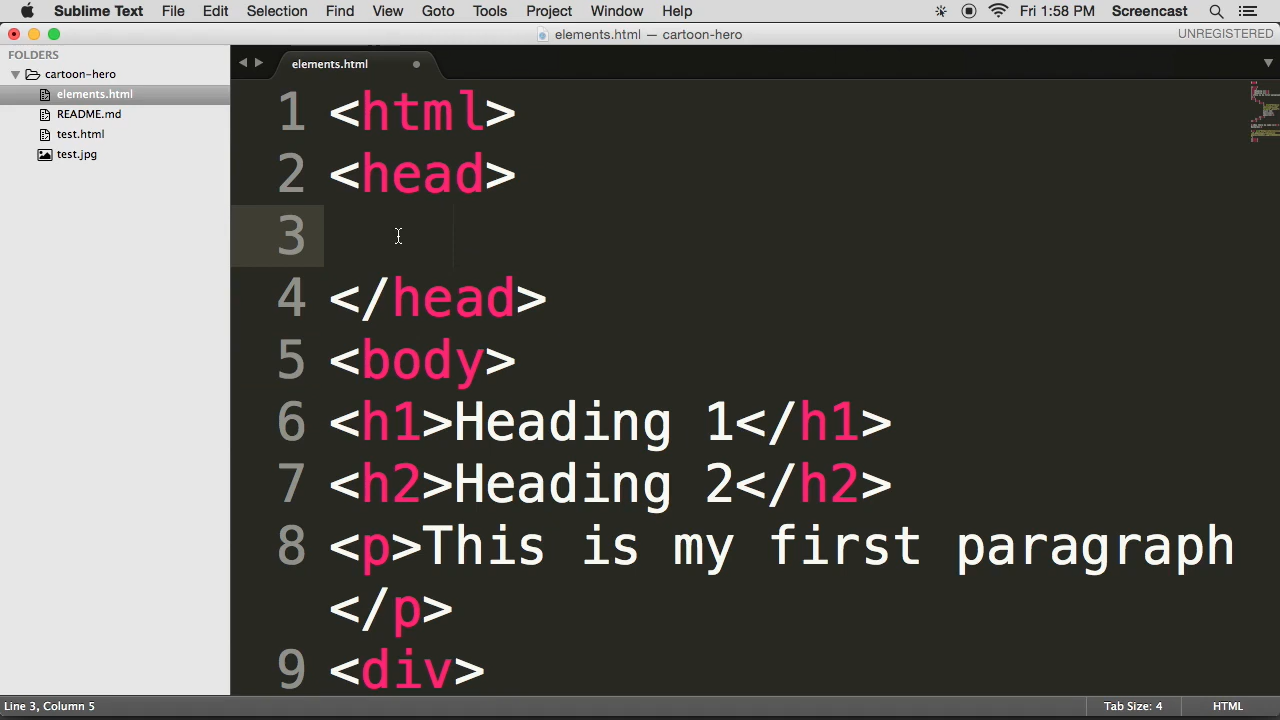 Sublime Text File Edit Selection Find View Goto Tools Project Window Help Fri 1:58 PM Screencast
elements.html — cartoon-hero UNREGISTERED
FOLDERS
cartoon-hero
elements.html
README.md
test.html
test.jpg
elements.html
1 <html>
2 <head>
3
4 </head>
5 <body>
6 <h1>Heading 1</h1>
7 <h2>Heading 2</h2>
8 <p>This is my first paragraph
</p>
9 <div>
Line 3, Column 5 Tab Size: 4 HTML